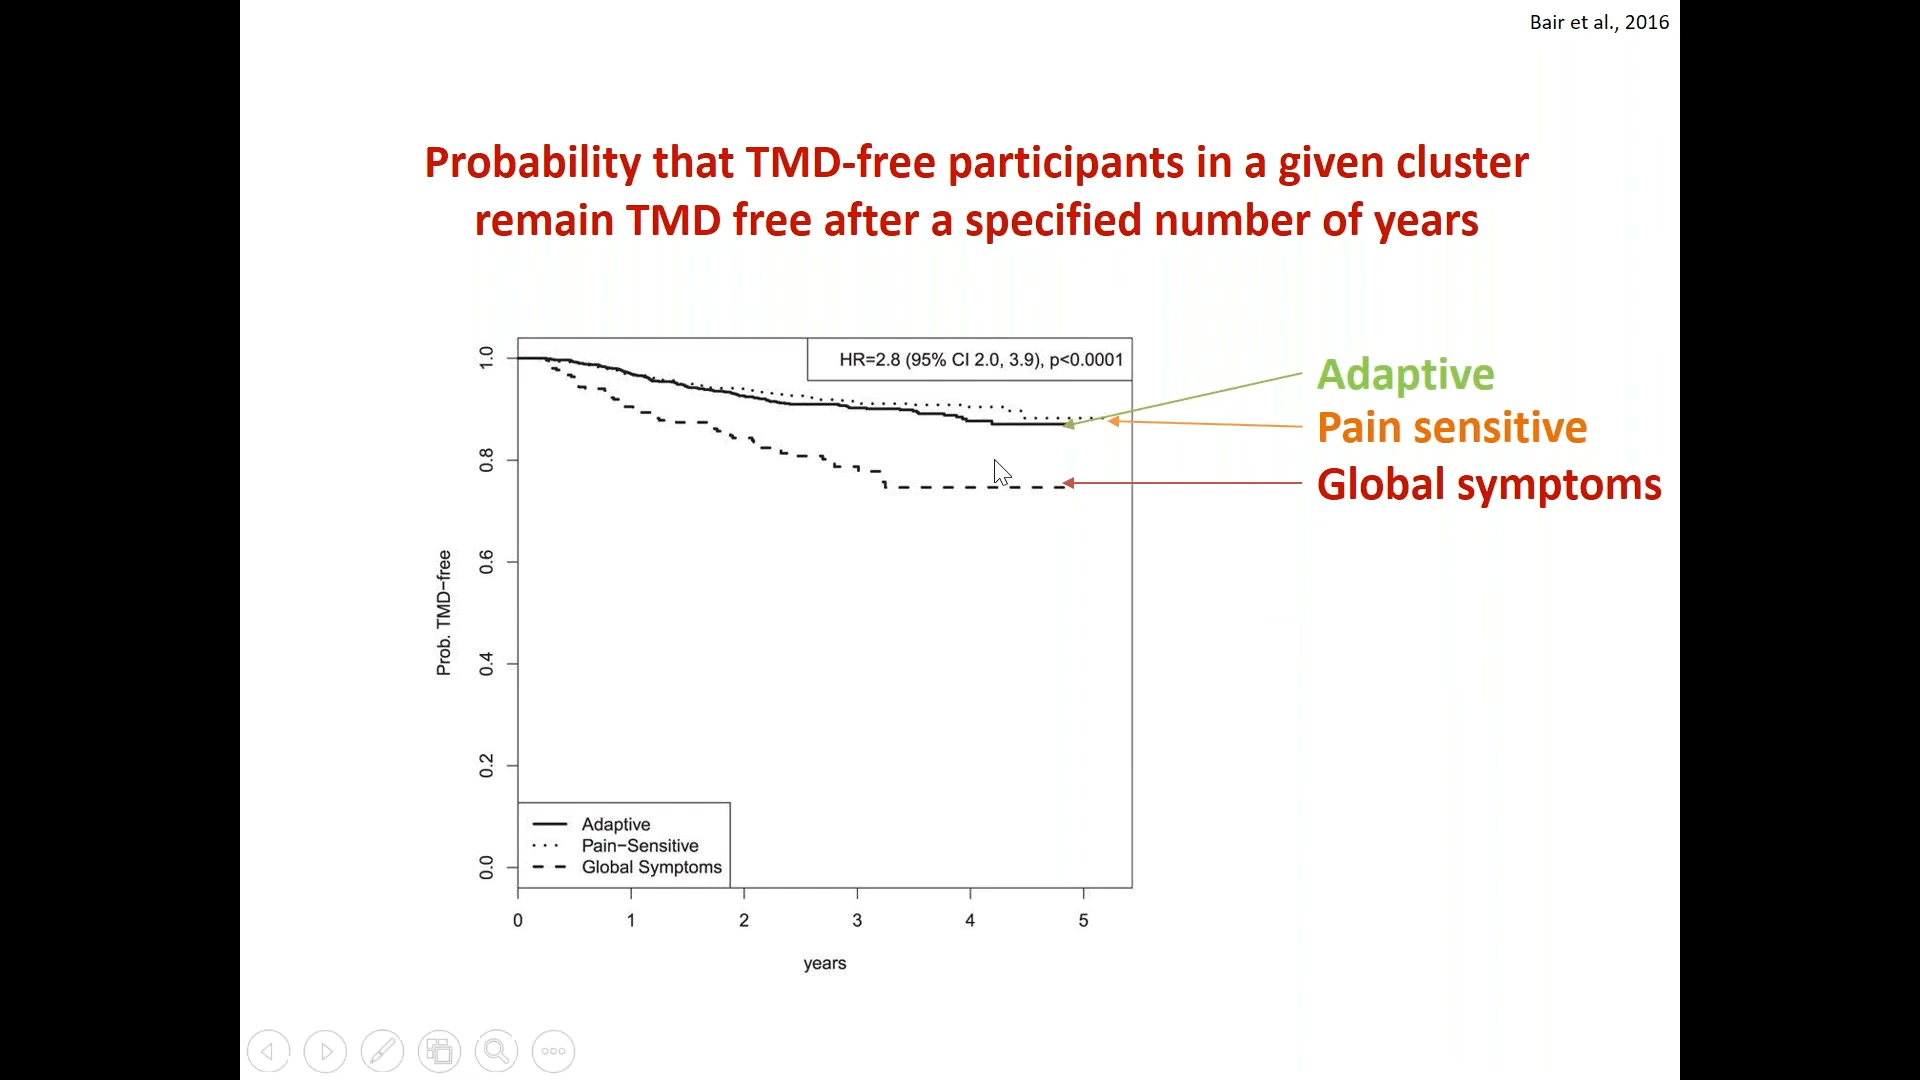 Bair et al., 2016
Probability that TMD-free participants in a given cluster
remain TMD free after a specified number of years
HR=2.8 (95% CI 2.0, 3.9), p<0.0001
Adaptive
Pain sensitive
Global symptoms
Prob. TMD−free
1.0
0.8
0.6
0.4
0.2
0.0
Adaptive
Pain−Sensitive
Global Symptoms
0 1 2 3 4 5
years